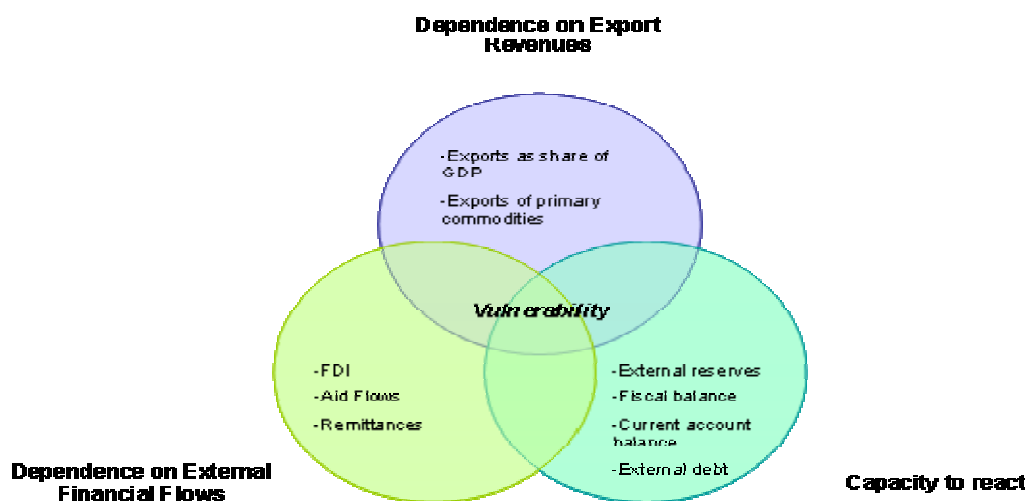 Dependence on Export
Revenues
-Exports as share of
GDP
-Exports of primary
commodities
Vulnerability
-FDI
-Aid Flows
-Remittances
-External reserves
-Fiscal balance
-Current account
balance
-External debt
Dependence on External
Financial Flows
Capacity to react